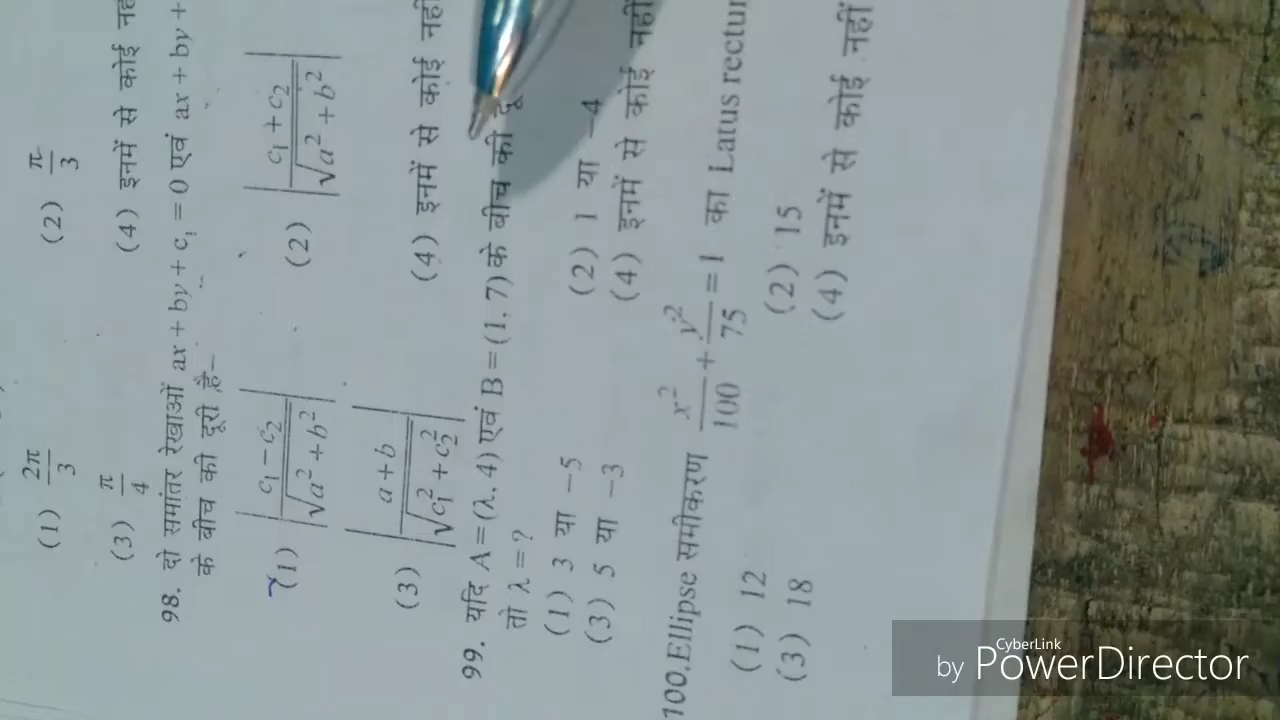 (1) 2π/3 (2) π/3
(3) π/4 (4) इनमें से कोई
98. दो समांतर रेखाओं ax + by + c₁ = 0 एवं ax + by +
के बीच की दूरी है–
(1) |(c₁ − c₂)/√(a² + b²)| (2) |(c₁ + c₂)/√(a² + b²)|
(3) |(a + b)/√(c₁² + c₂²)| (4) इनमें से कोई नहीं
99. यदि A = (λ, 4) एवं B = (1, 7) के बीच की
तो λ = ?
(1) 3 या −5 (2) 1 या −4
(3) 5 या −3 (4) इनमें से कोई नहीं
100. Ellipse समीकरण x²/100 + y²/75 = 1 का Latus rectum
(1) 12 (2) 15
(3) 18 (4) इनमें से कोई नहीं
CyberLink
by PowerDirector